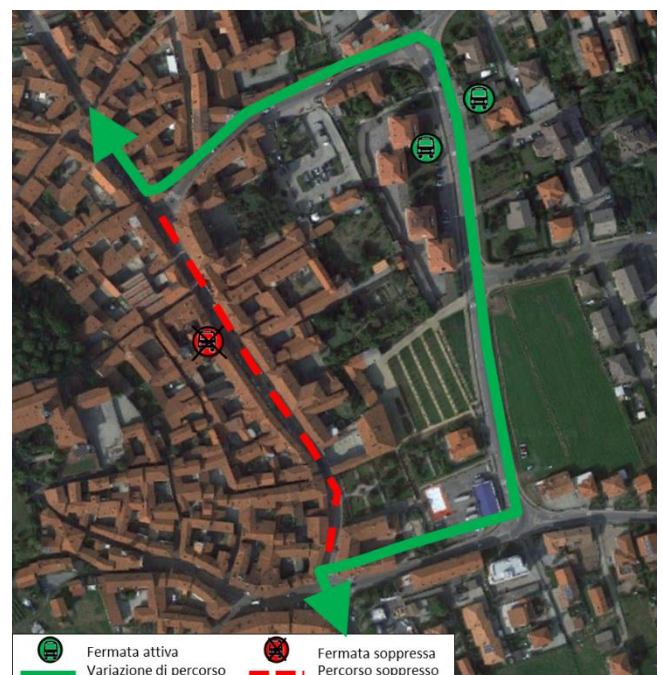 Fermata attiva
Fermata soppressa
Variazione di percorso
Percorso soppresso